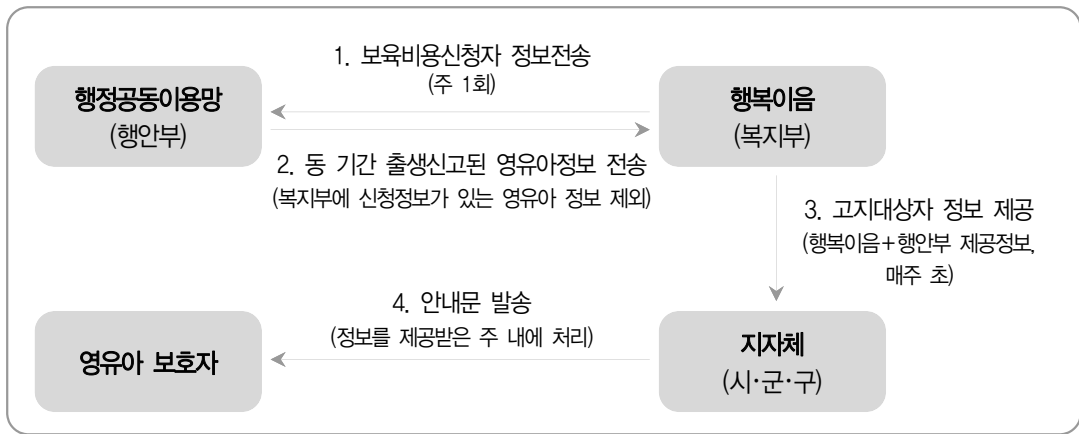 1. 보육비용신청자 정보전송
(주 1회)
행정공동이용망
(행안부)
행복이음
(복지부)
2. 동 기간 출생신고된 영유아정보 전송
(복지부에 신청정보가 있는 영유아 정보 제외)
3. 고지대상자 정보 제공
(행복이음+행안부 제공정보,
매주 초)
4. 안내문 발송
(정보를 제공받은 주 내에 처리)
영유아 보호자
지자체
(시·군·구)